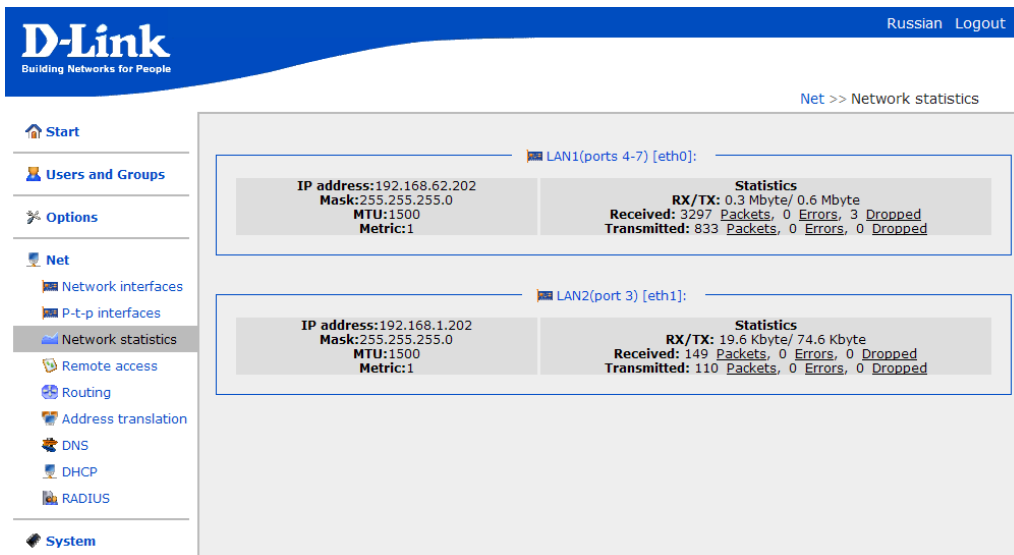 Russian Logout
D-Link
Building Networks for People
Net >> Network statistics
Start
Users and Groups
Options
Net
Network interfaces
P-t-p interfaces
Network statistics
Remote access
Routing
Address translation
DNS
DHCP
RADIUS
System
LAN1(ports 4-7) [eth0]:
IP address:192.168.62.202
Mask:255.255.255.0
MTU:1500
Metric:1
Statistics
RX/TX: 0.3 Mbyte/ 0.6 Mbyte
Received: 3297 Packets, 0 Errors, 3 Dropped
Transmitted: 833 Packets, 0 Errors, 0 Dropped
LAN2(port 3) [eth1]:
IP address:192.168.1.202
Mask:255.255.255.0
MTU:1500
Metric:1
Statistics
RX/TX: 19.6 Kbyte/ 74.6 Kbyte
Received: 149 Packets, 0 Errors, 0 Dropped
Transmitted: 110 Packets, 0 Errors, 0 Dropped